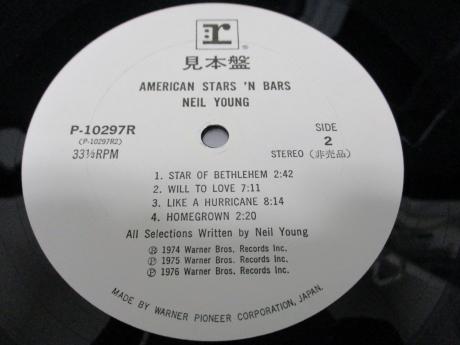 r
®
見本盤
AMERICAN STARS 'N BARS
NEIL YOUNG
P-10297R
(P-10297R2)
33⅓RPM
SIDE
2
STEREO (非売品)
1. STAR OF BETHLEHEM 2:42
2. WILL TO LOVE 7:11
3. LIKE A HURRICANE 8:14
4. HOMEGROWN 2:20
All Selections Written by Neil Young
Ⓟ 1974 Warner Bros. Records Inc.
Ⓟ 1975 Warner Bros. Records Inc.
Ⓟ 1976 Warner Bros. Records Inc.
MADE BY WARNER PIONEER CORPORATION, JAPAN.